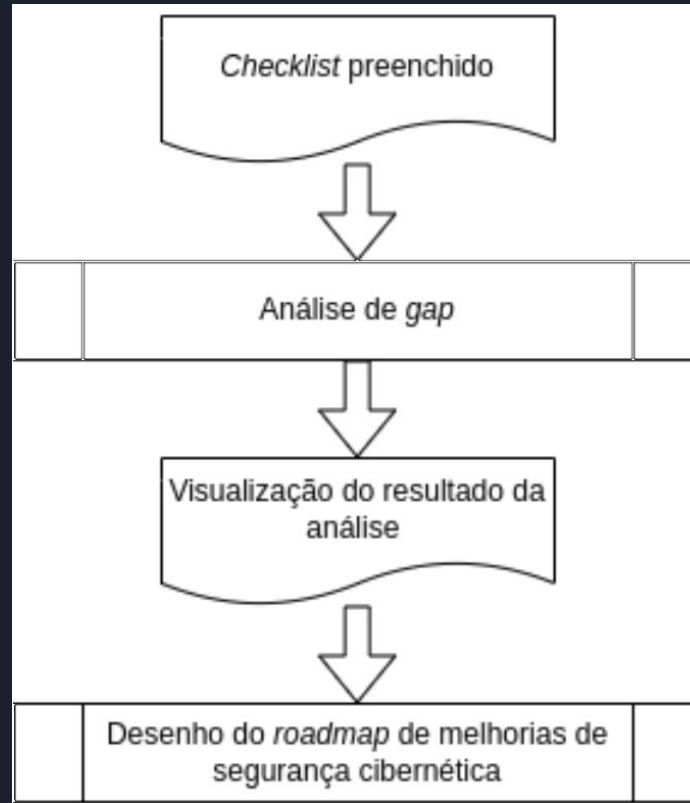 Checklist preenchido
Análise de gap
Visualização do resultado da
análise
Desenho do roadmap de melhorias de
segurança cibernética